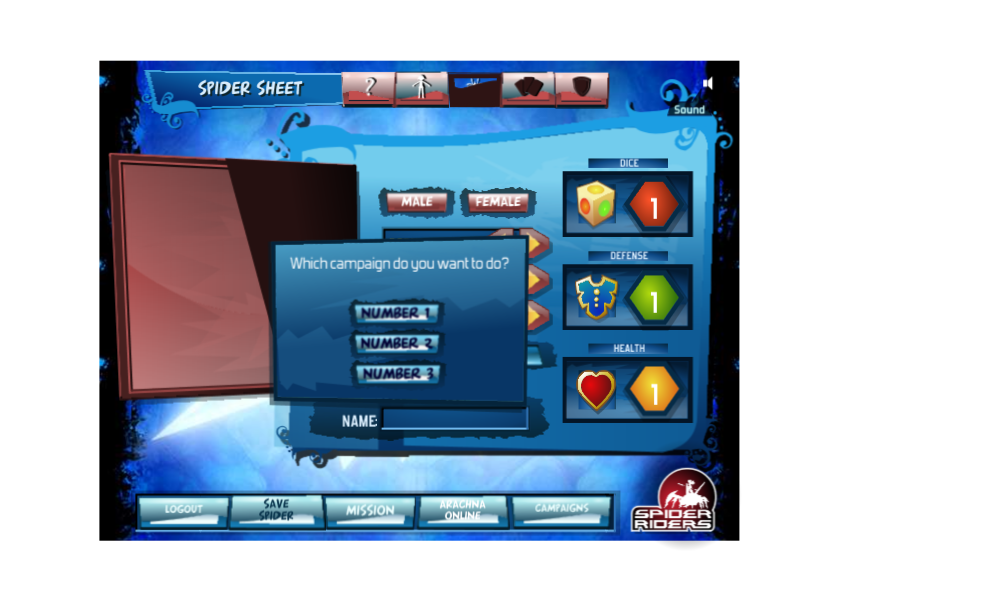 SPIDER SHEET
?
Sound
DICE
1
MALE
FEMALE
DEFENSE
1
Which campaign do you want to do?
NUMBER 1
NUMBER 2
NUMBER 3
HEALTH
1
NAME:
LOGOUT
SAVE
SPIDER
MISSION
ARACHNA
ONLINE
CAMPAIGNS
SPIDER
RIDERS